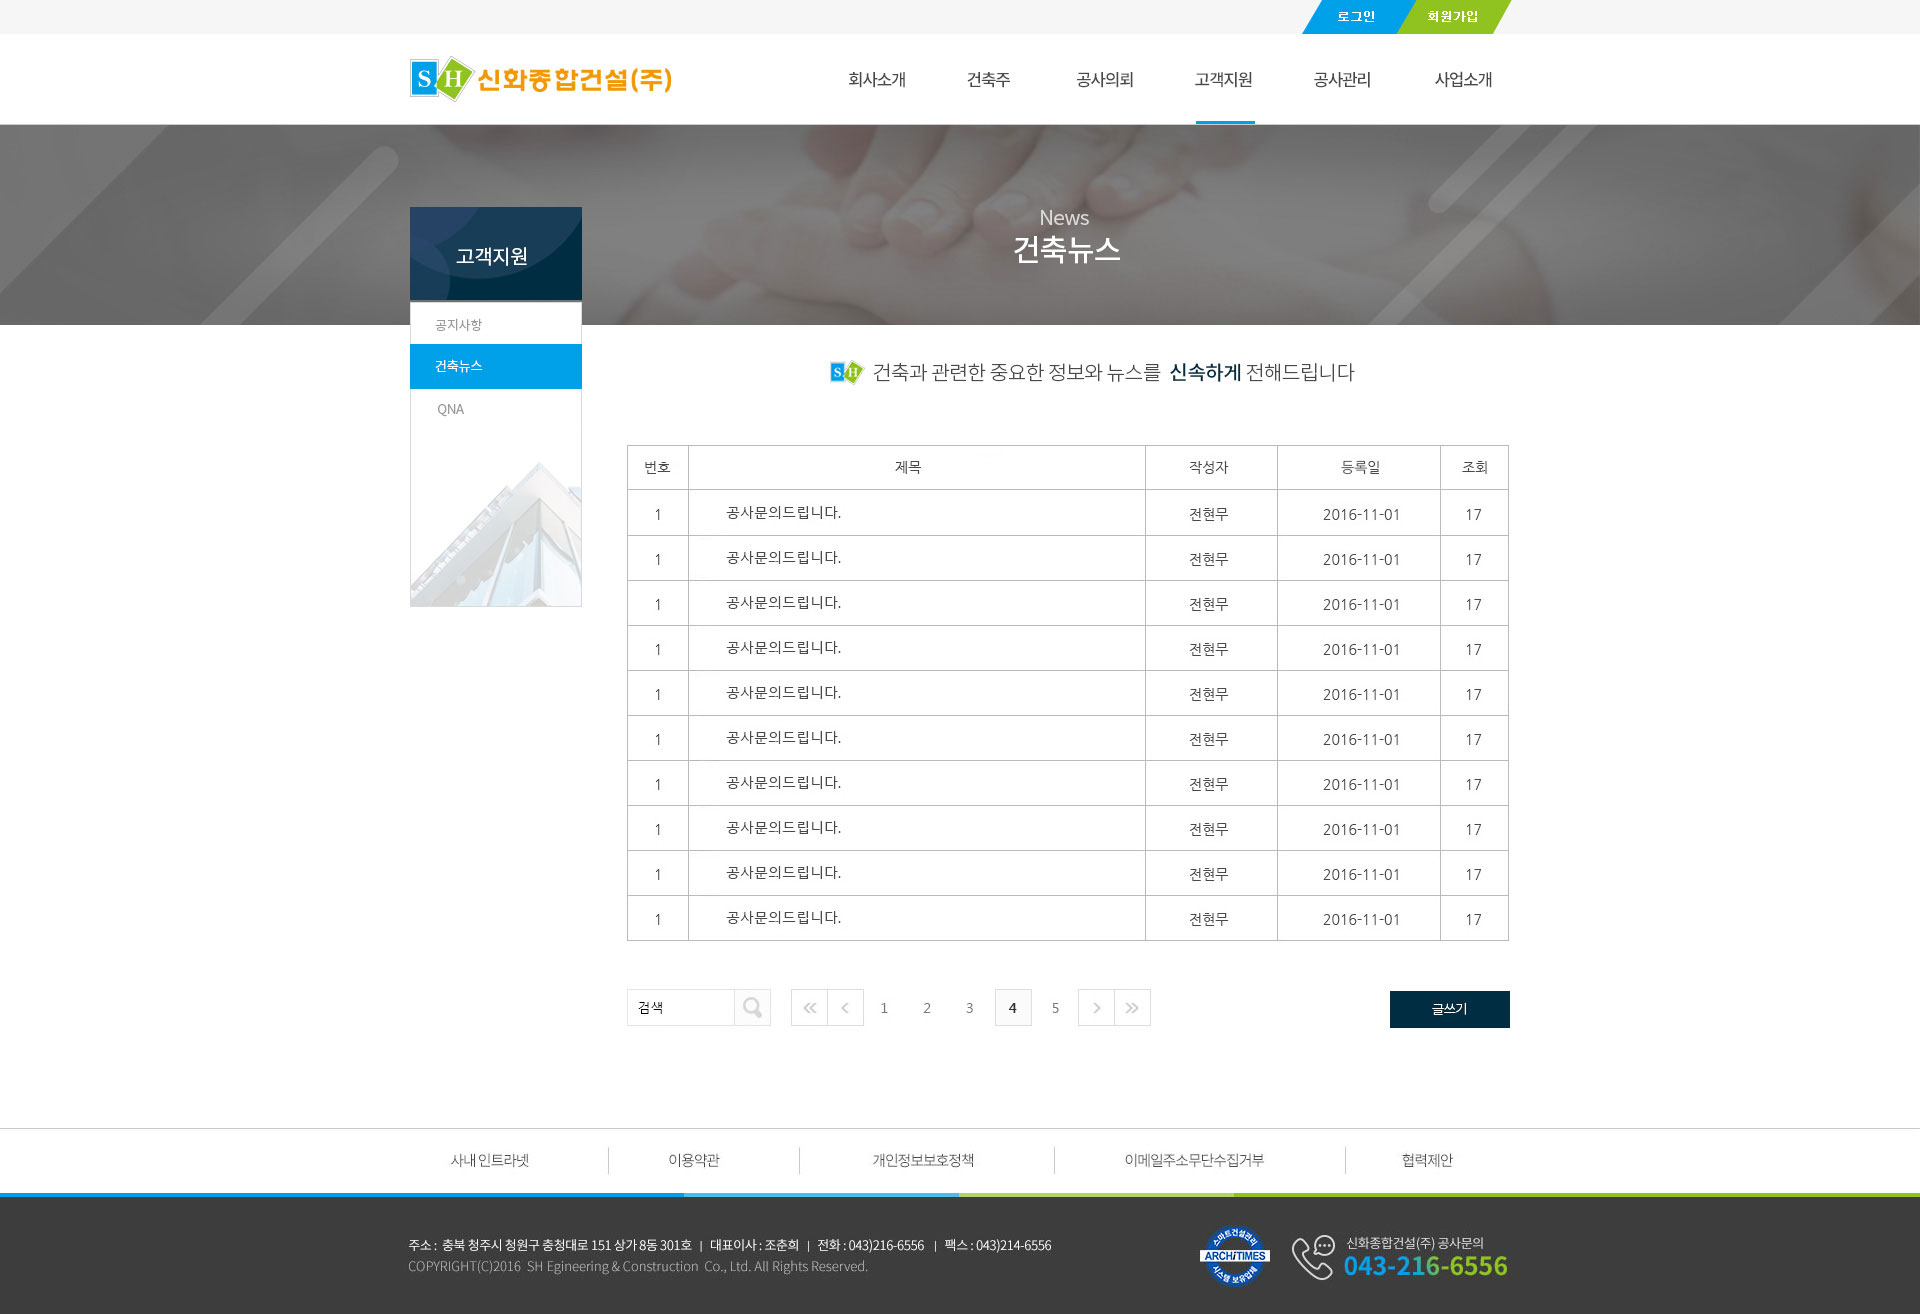 로그인 회원가입
SH 신화종합건설(주) 회사소개 건축주 공사의뢰 고객지원 공사관리 사업소개
News
건축뉴스
고객지원
공지사항
건축뉴스
QNA
SH 건축과 관련한 중요한 정보와 뉴스를 신속하게 전해드립니다
번호 제목 작성자 등록일 조회
1 공사문의드립니다. 전현무 2016-11-01 17
1 공사문의드립니다. 전현무 2016-11-01 17
1 공사문의드립니다. 전현무 2016-11-01 17
1 공사문의드립니다. 전현무 2016-11-01 17
1 공사문의드립니다. 전현무 2016-11-01 17
1 공사문의드립니다. 전현무 2016-11-01 17
1 공사문의드립니다. 전현무 2016-11-01 17
1 공사문의드립니다. 전현무 2016-11-01 17
1 공사문의드립니다. 전현무 2016-11-01 17
1 공사문의드립니다. 전현무 2016-11-01 17
검색 1 2 3 4 5 글쓰기
사내 인트라넷 이용약관 개인정보보호정책 이메일주소무단수집거부 협력제안
주소 : 충북 청주시 청원구 충청대로 151 상가 8동 301호 | 대표이사 : 조춘희 | 전화 : 043)216-6556 | 팩스 : 043)214-6556
COPYRIGHT(C)2016 SH Egineering & Construction Co., Ltd. All Rights Reserved.
스마트건설관리
ARCHiTIMES
시스템 보유업체
신화종합건설(주) 공사문의
043-216-6556